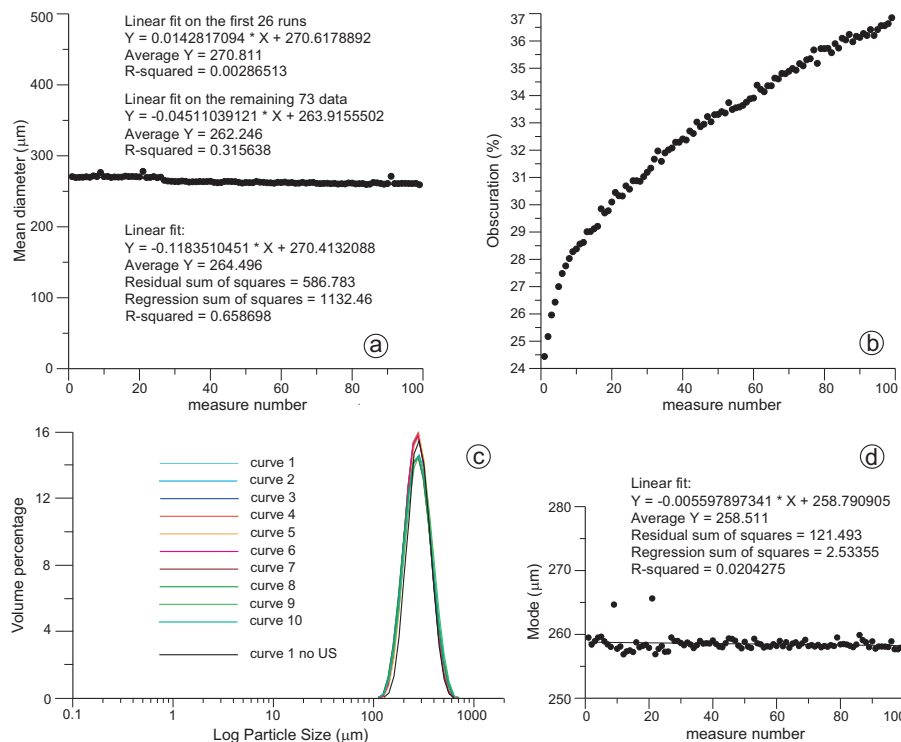 Linear fit on the first 26 runs
Y = 0.0142817094 * X + 270.6178892
Average Y = 270.811
R-squared = 0.00286513
Linear fit on the remaining 73 data
Y = -0.04511039121 * X + 263.9155502
Average Y = 262.246
R-squared = 0.315638
Linear fit:
Y = -0.1183510451 * X + 270.4132088
Average Y = 264.496
Residual sum of squares = 586.783
Regression sum of squares = 1132.46
R-squared = 0.658698
500
400
300
200
100
0
Mean diameter (μm)
0 20 40 60 80 100
measure number
a
37
36
35
34
33
32
31
30
29
28
27
26
25
24
Obscuration (%)
0 20 40 60 80 100
measure number
b
16
12
8
4
0
Volume percentage
curve 1
curve 2
curve 3
curve 4
curve 5
curve 6
curve 7
curve 8
curve 9
curve 10
curve 1 no US
0.1 1 10 100 1000
Log Particle Size (μm)
c
d
Linear fit:
Y = -0.005597897341 * X + 258.790905
Average Y = 258.511
Residual sum of squares = 121.493
Regression sum of squares = 2.53355
R-squared = 0.0204275
280
270
260
250
Mode (μm)
0 20 40 60 80 100
measure number